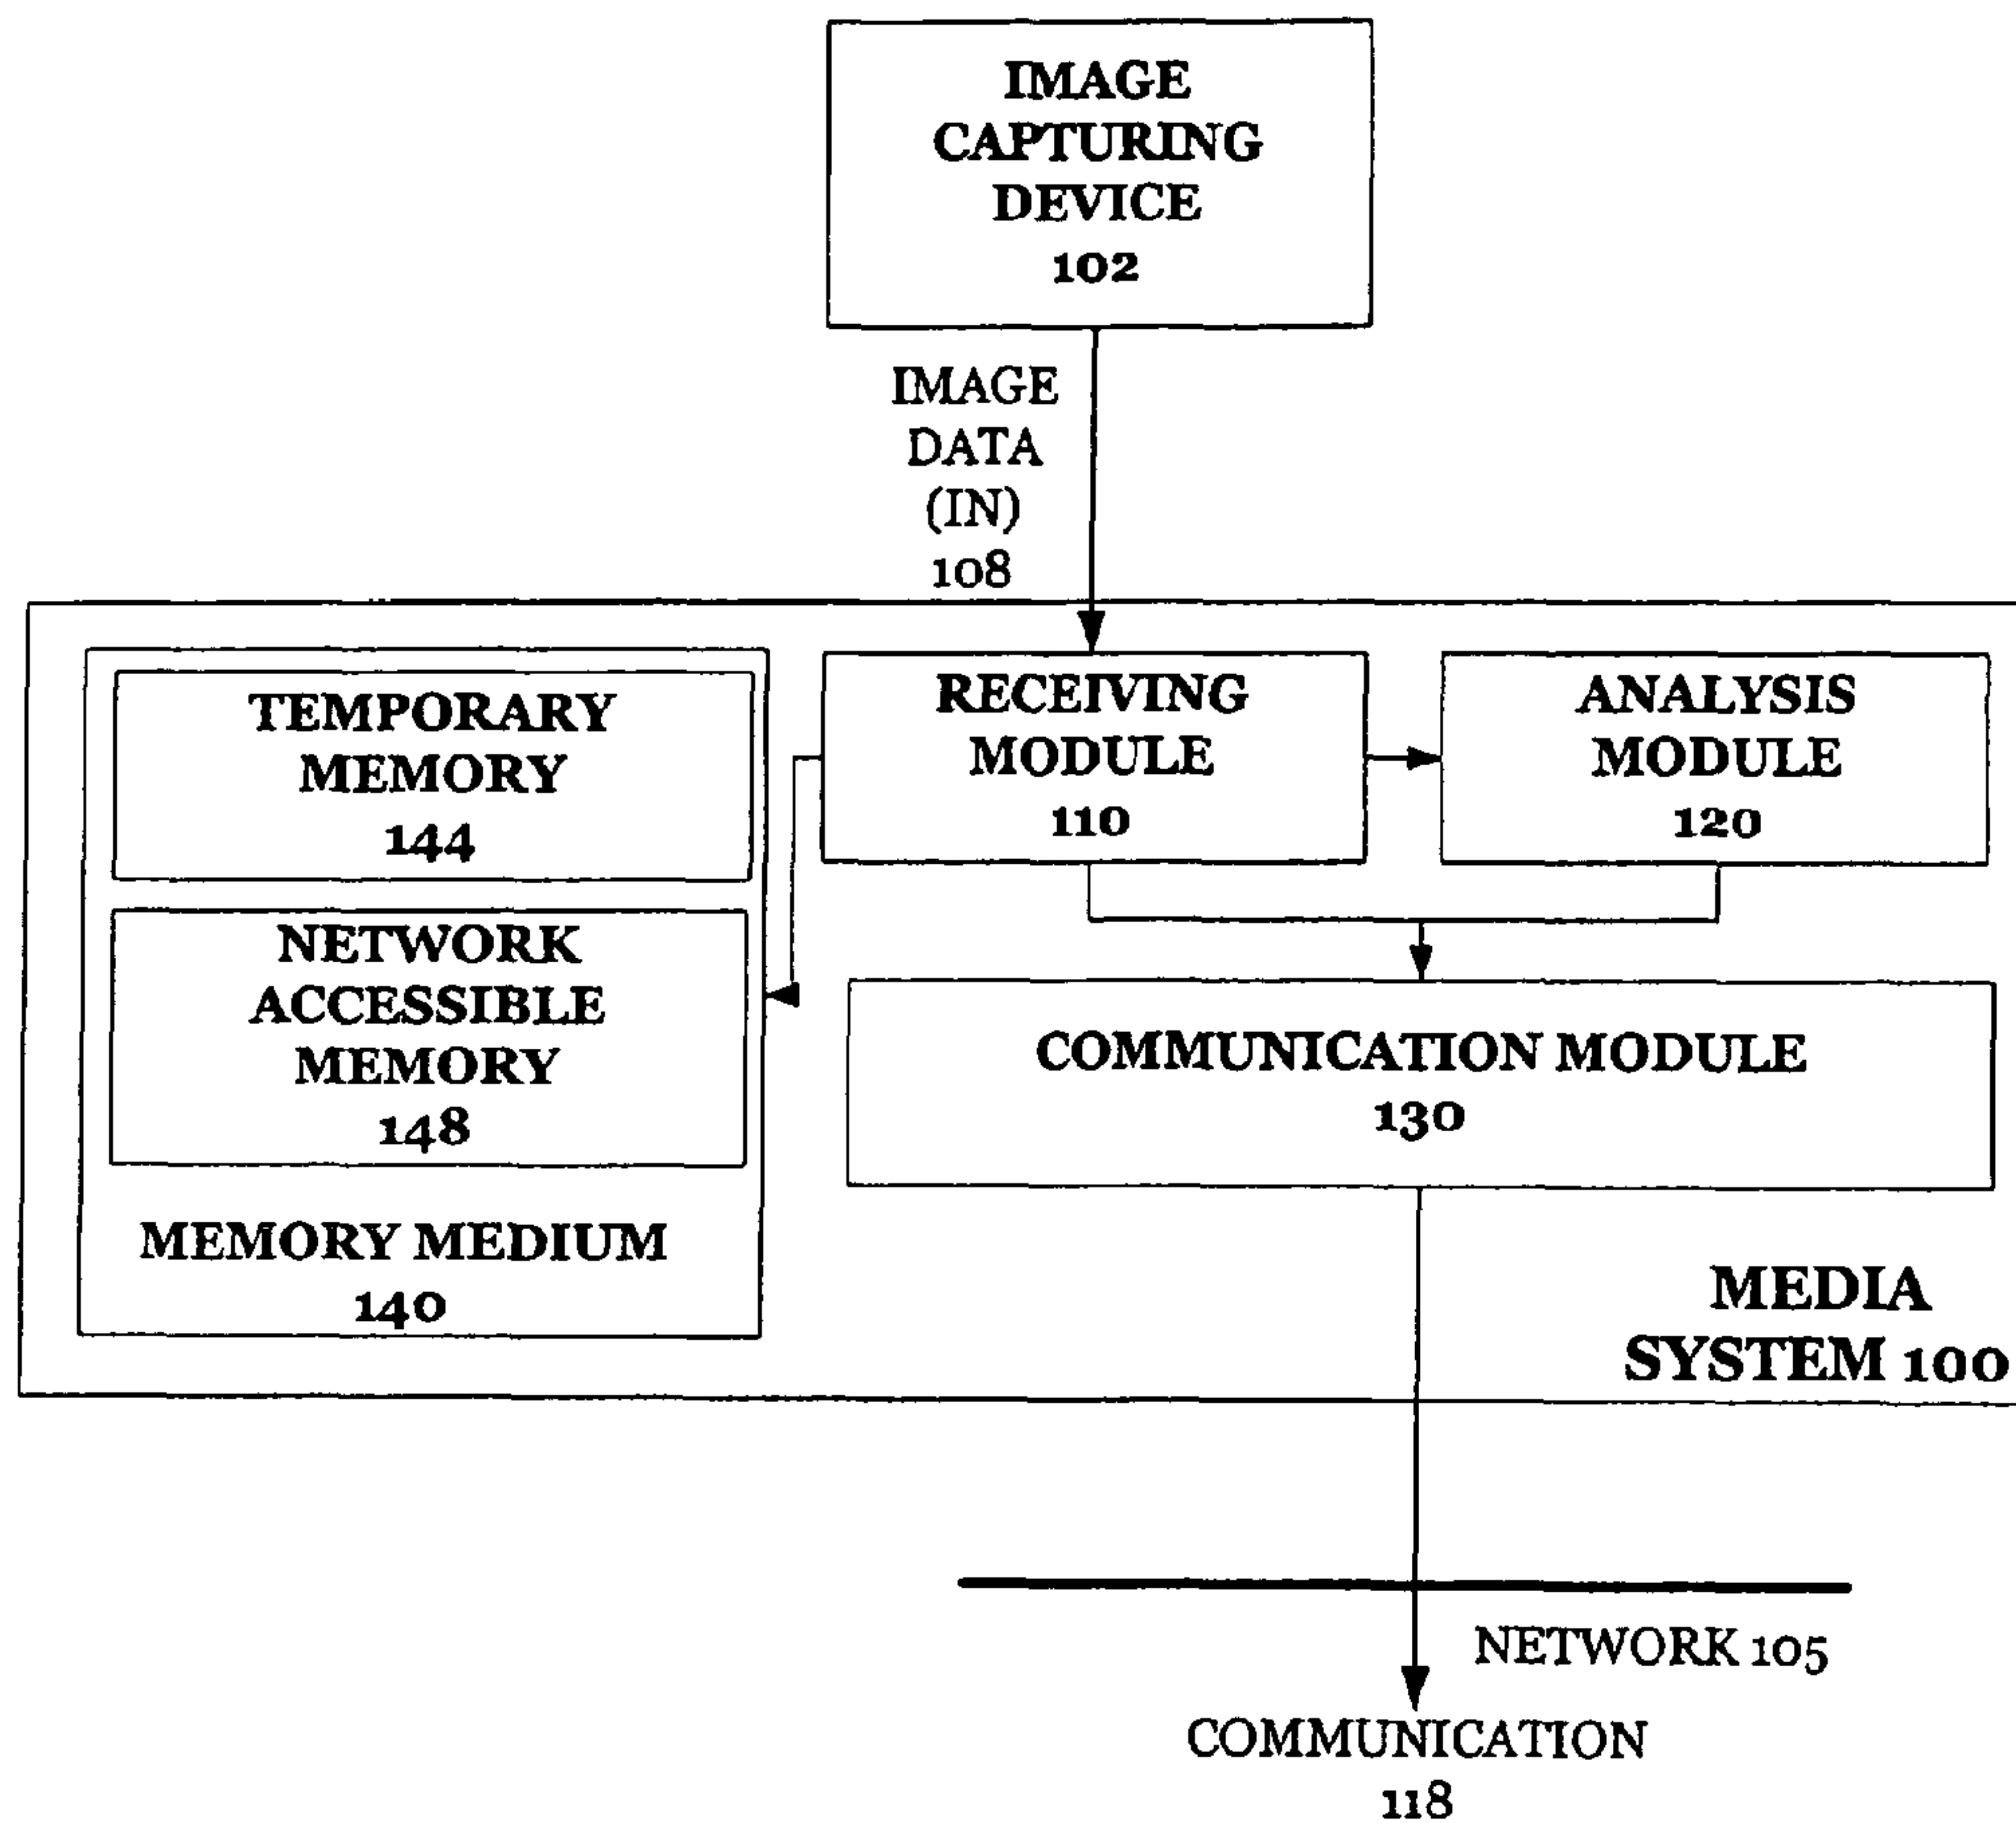 IMAGE
CAPTURING
DEVICE
102
IMAGE
DATA
(IN)
108
TEMPORARY
MEMORY
144
NETWORK
ACCESSIBLE
MEMORY
148
MEMORY MEDIUM
140
RECEIVING
MODULE
110
ANALYSIS
MODULE
120
COMMUNICATION MODULE
130
MEDIA
SYSTEM 100
NETWORK 105
COMMUNICATION
118